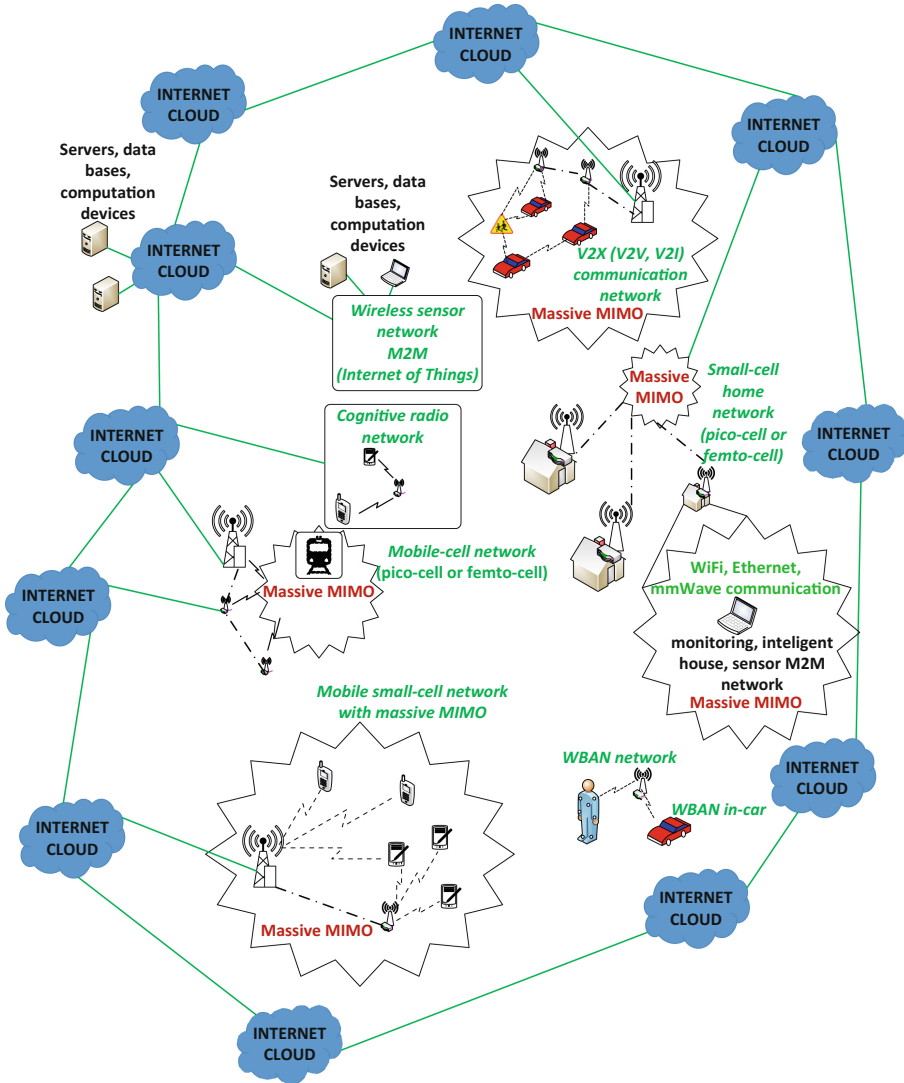 INTERNET
CLOUD
INTERNET
CLOUD
INTERNET
CLOUD
Servers, data
bases,
computation
devices
Servers, data
bases,
computation
devices
INTERNET
CLOUD
V2X (V2V, V2I)
communication
network
Massive MIMO
Wireless sensor
network
M2M
(Internet of Things)
Massive
MIMO
Small-cell
home
network
(pico-cell or
femto-cell)
Cognitive radio
network
INTERNET
CLOUD
INTERNET
CLOUD
Mobile-cell network
(pico-cell or femto-cell)
Massive MIMO
WiFi, Ethernet,
mmWave communication
monitoring, inteligent
house, sensor M2M
network
Massive MIMO
INTERNET
CLOUD
Mobile small-cell network
with massive MIMO
Massive MIMO
WBAN network
WBAN in-car
INTERNET
CLOUD
INTERNET
CLOUD
INTERNET
CLOUD
INTERNET
CLOUD